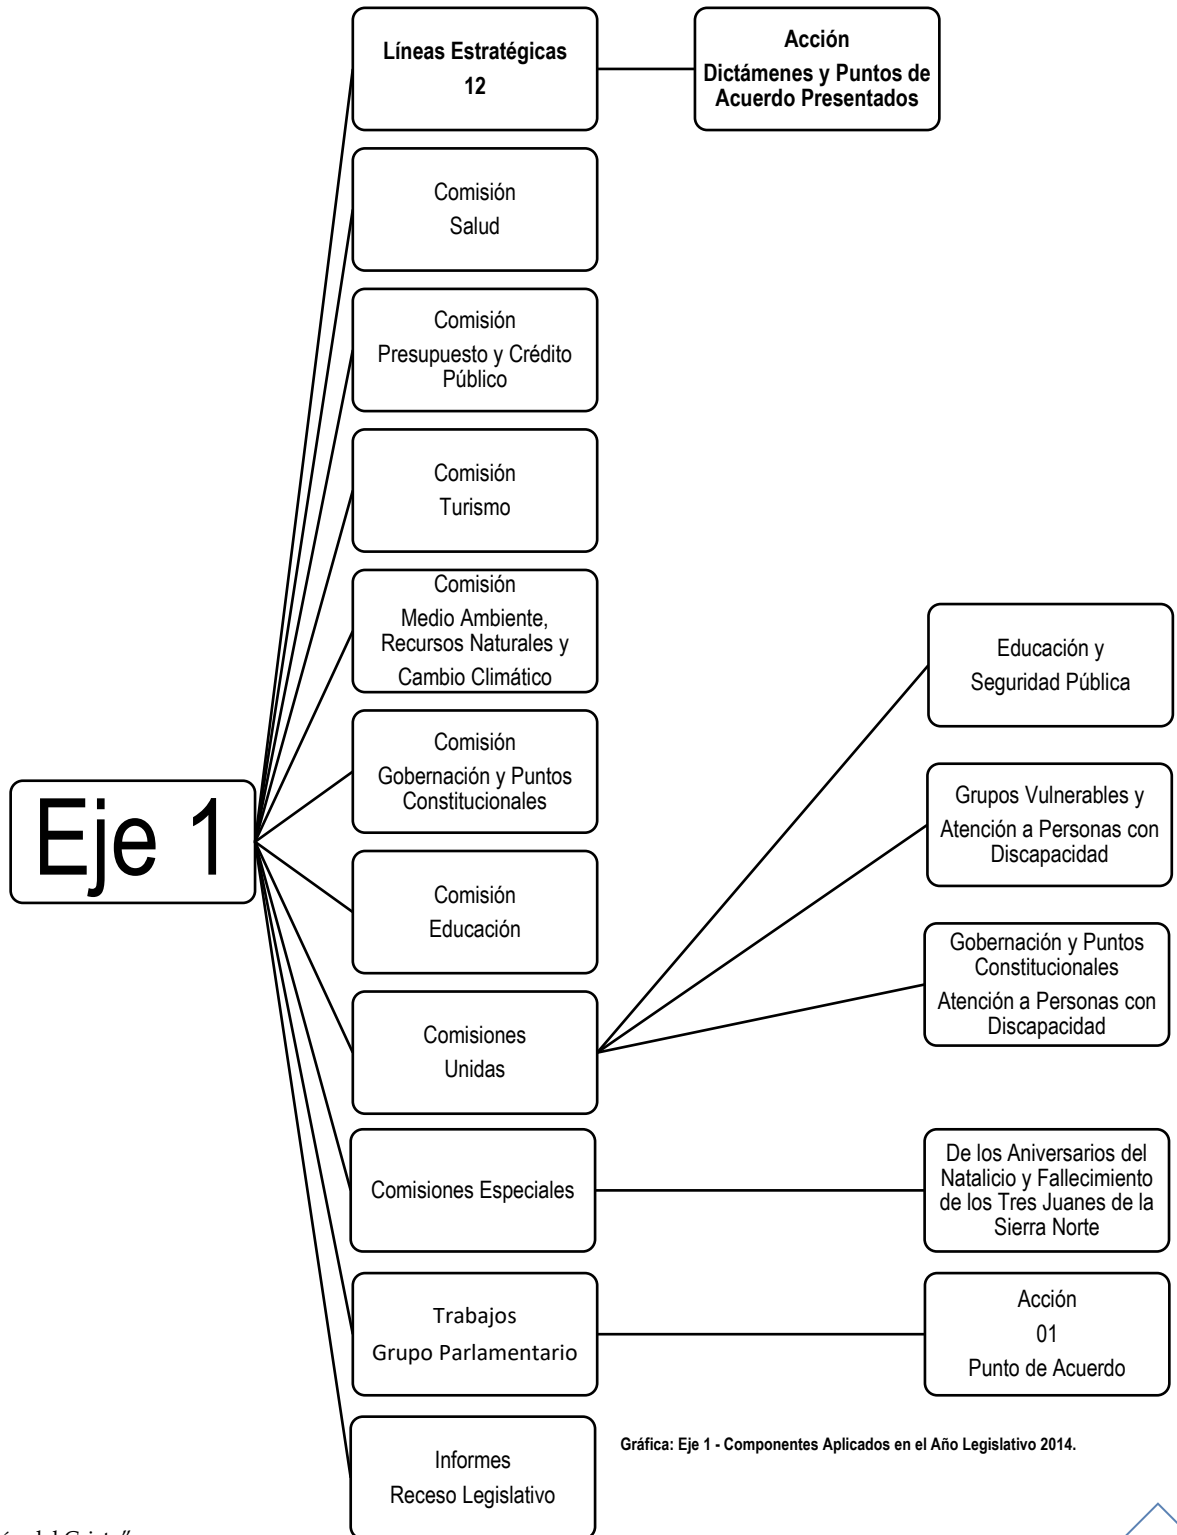 Líneas Estratégicas
12
Acción
Dictámenes y Puntos de
Acuerdo Presentados
Comisión
Salud
Comisión
Presupuesto y Crédito
Público
Comisión
Turismo
Comisión
Medio Ambiente,
Recursos Naturales y
Cambio Climático
Comisión
Gobernación y Puntos
Constitucionales
Eje 1
Comisión
Educación
Comisiones
Unidas
Educación y
Seguridad Pública
Grupos Vulnerables y
Atención a Personas con
Discapacidad
Gobernación y Puntos
Constitucionales
Atención a Personas con
Discapacidad
Comisiones Especiales
De los Aniversarios del
Natalicio y Fallecimiento
de los Tres Juanes de la
Sierra Norte
Trabajos
Grupo Parlamentario
Acción
01
Punto de Acuerdo
Informes
Receso Legislativo
Gráfica: Eje 1 - Componentes Aplicados en el Año Legislativo 2014.